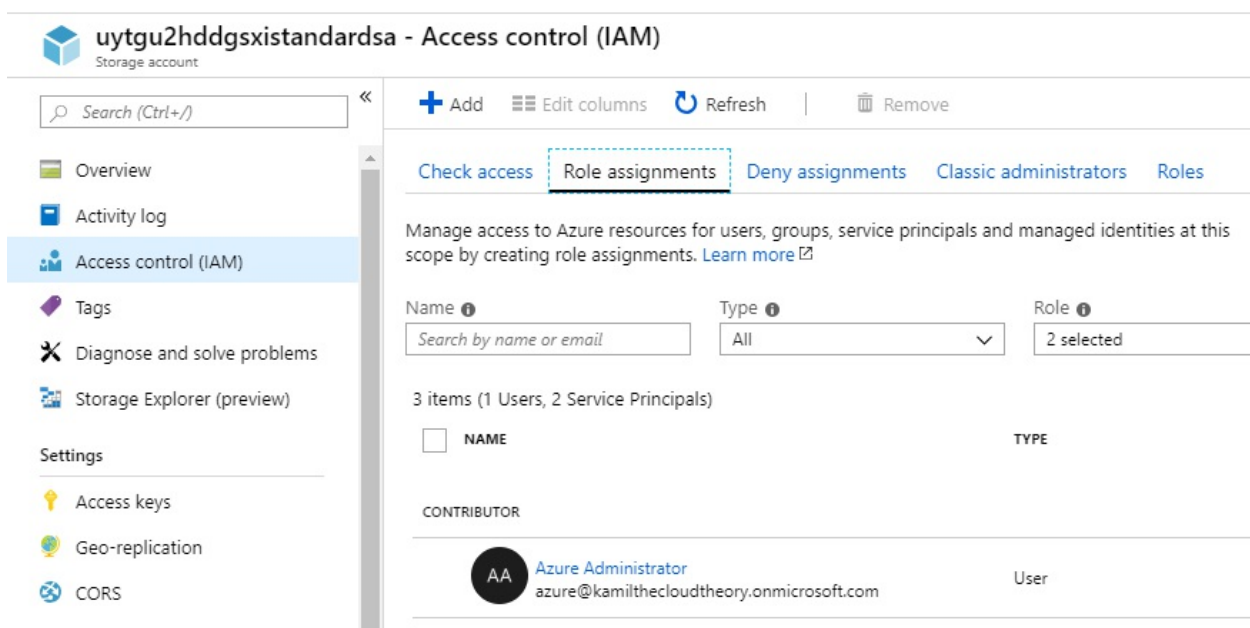 uytgu2hddgsxistandardsa - Access control (IAM)
Storage account
Search (Ctrl+/)
«
Add
Edit columns
Refresh
Remove
Overview
Activity log
Access control (IAM)
Tags
Diagnose and solve problems
Storage Explorer (preview)
Settings
Access keys
Geo-replication
CORS
Check access
Role assignments
Deny assignments
Classic administrators
Roles
Manage access to Azure resources for users, groups, service principals and managed identities at this
scope by creating role assignments. Learn more
Name
Type
Role
Search by name or email
All
2 selected
3 items (1 Users, 2 Service Principals)
NAME
TYPE
CONTRIBUTOR
AA
Azure Administrator
azure@kamilthecloudtheory.onmicrosoft.com
User